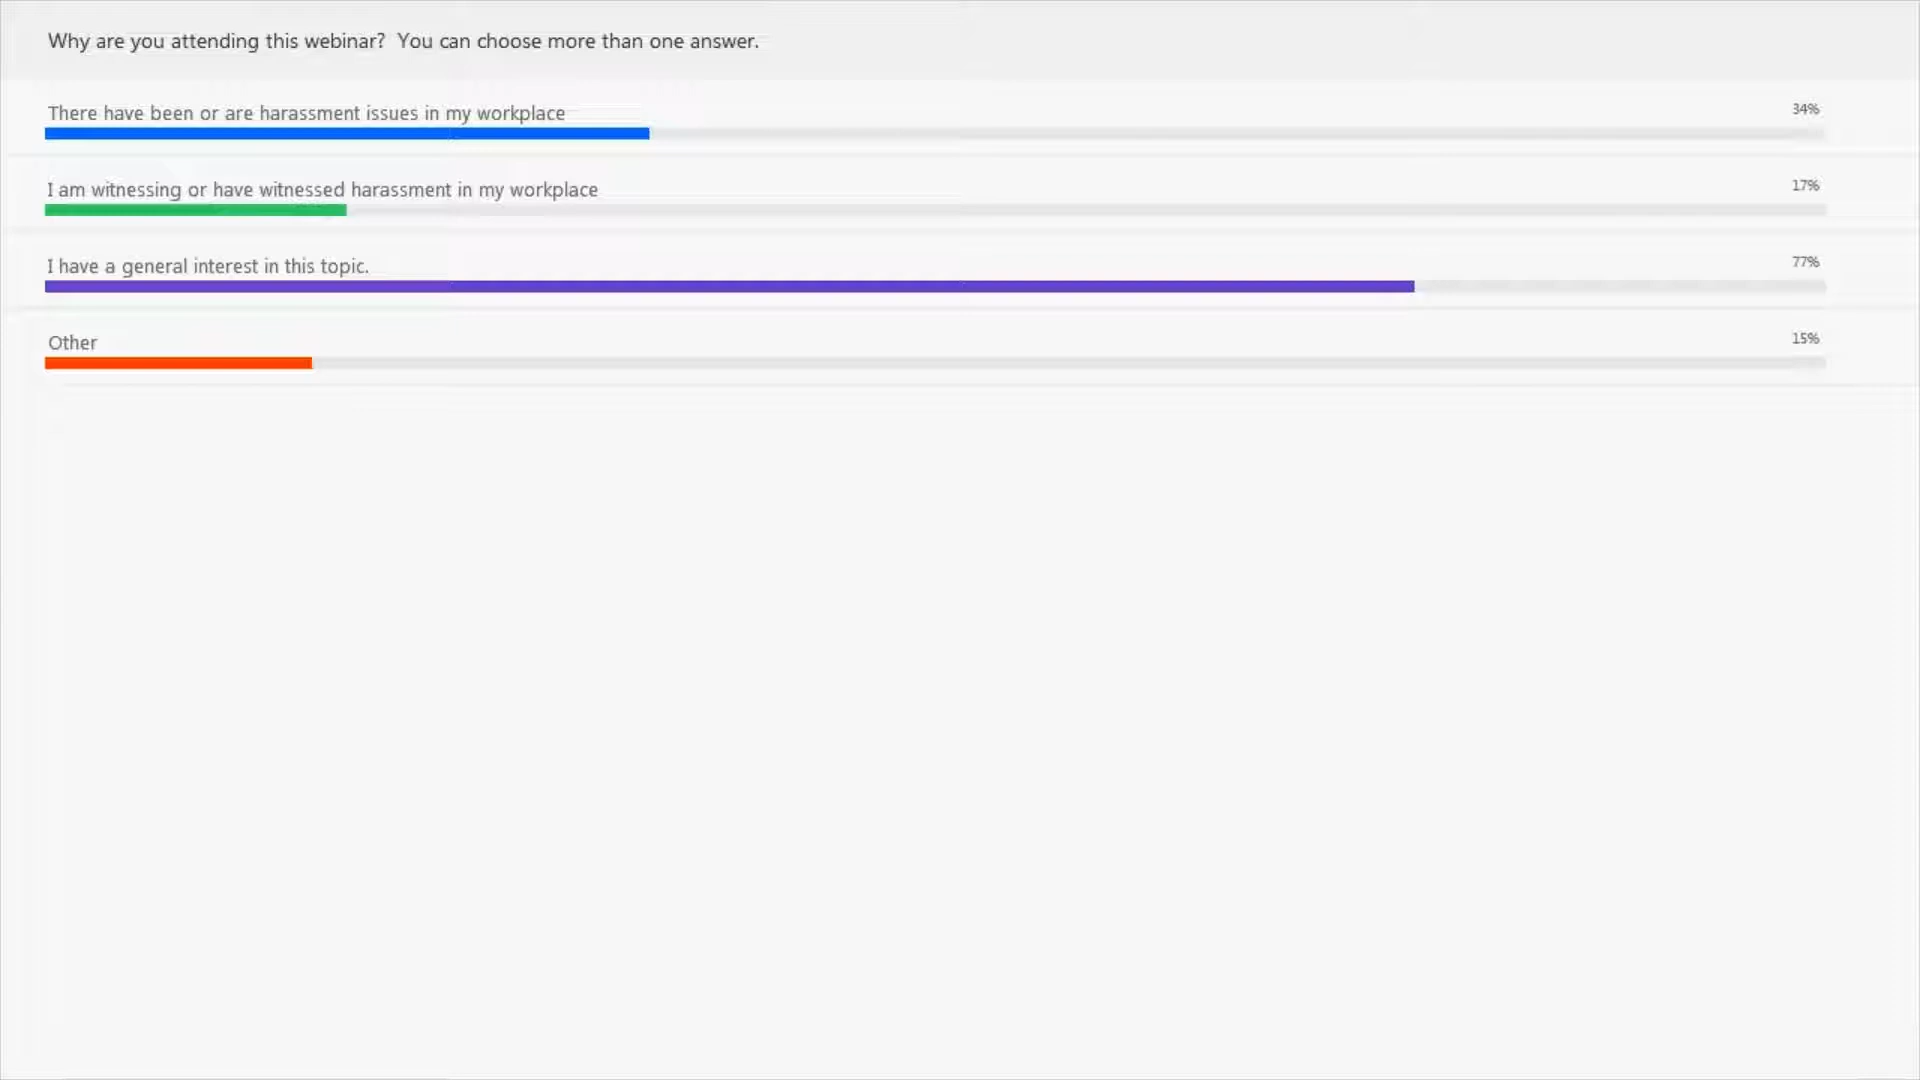 Why are you attending this webinar?  You can choose more than one answer.
There have been or are harassment issues in my workplace 34%
I am witnessing or have witnessed harassment in my workplace 17%
I have a general interest in this topic. 77%
Other 15%